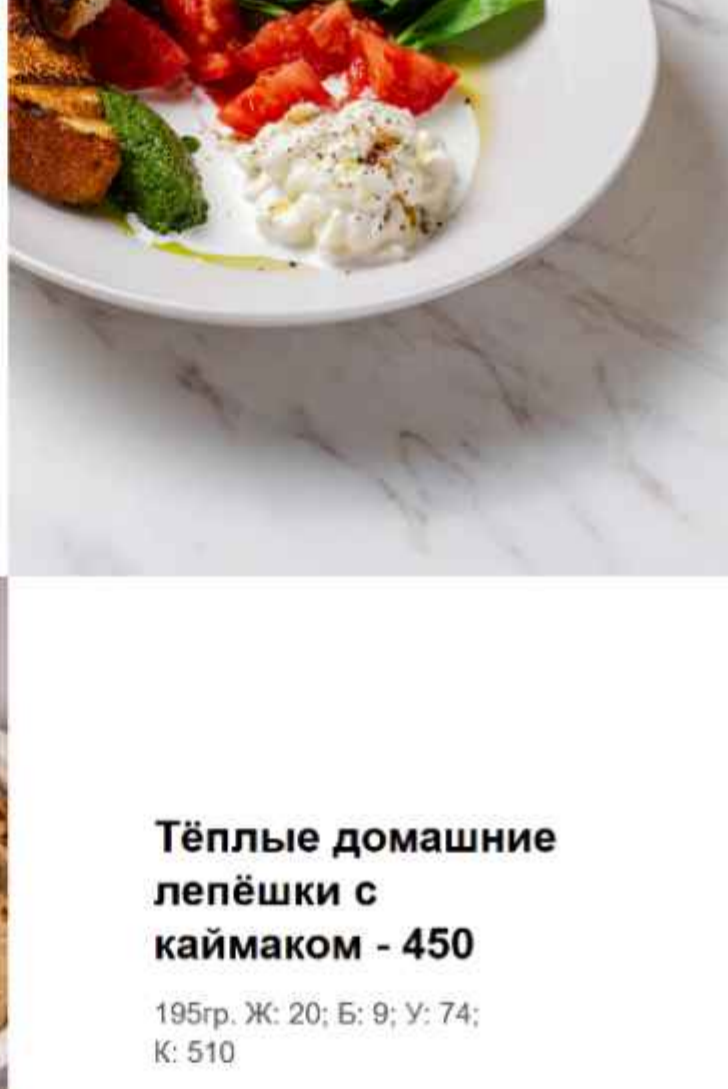 Тёплые домашние
лепёшки с
каймаком - 450
195гр. Ж: 20; Б: 9; У: 74;
К: 510